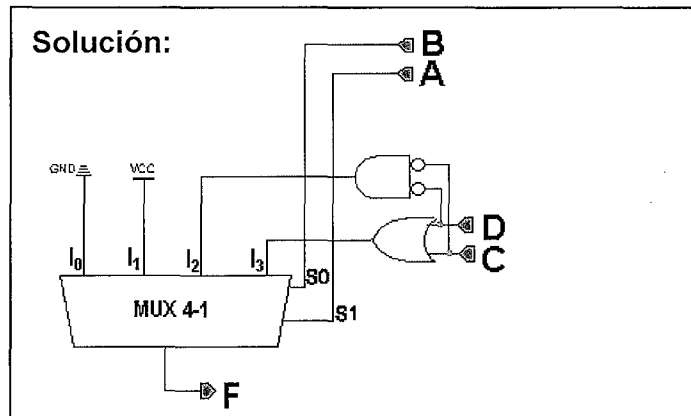 Solución:
B
A
GND VCC
D
C
I0 I1 I2 I3
S0
MUX 4-1
S1
F